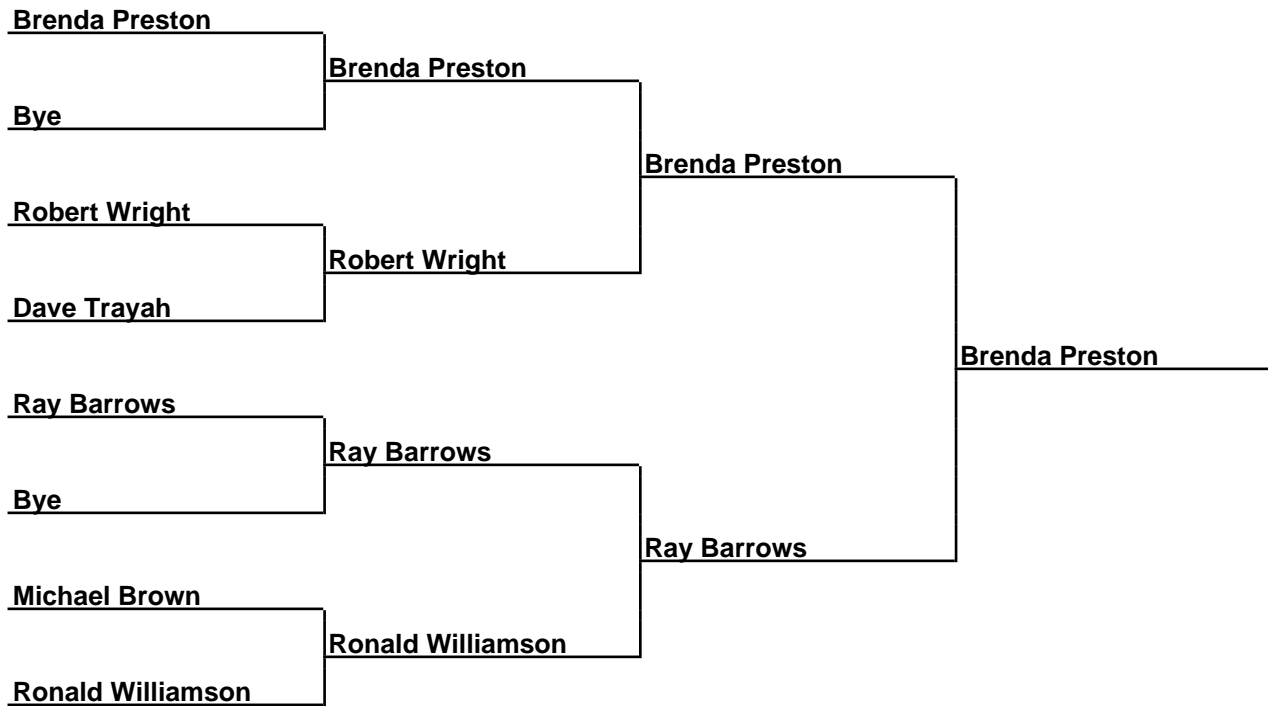 Brenda Preston
Brenda Preston
Bye
Brenda Preston
Robert Wright
Robert Wright
Dave Trayah
Brenda Preston
Ray Barrows
Ray Barrows
Bye
Ray Barrows
Michael Brown
Ronald Williamson
Ronald Williamson